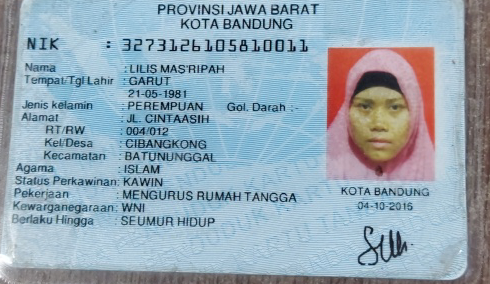 PROVINSI JAWA BARAT
KOTA BANDUNG
NIK : 3273126105810011
Nama : LILIS MAS'RIPAH
Tempat/Tgl Lahir : GARUT
21-05-1981
Jenis kelamin : PEREMPUAN Gol. Darah :-
Alamat : JL. CINTAASIH
RT/RW : 004/012
Kel/Desa : CIBANGKONG
Kecamatan : BATUNUNGGAL
Agama : ISLAM
Status Perkawinan: KAWIN
Pekerjaan : MENGURUS RUMAH TANGGA
Kewarganegaraan: WNI
Berlaku Hingga : SEUMUR HIDUP
KOTA BANDUNG
04-10-2016